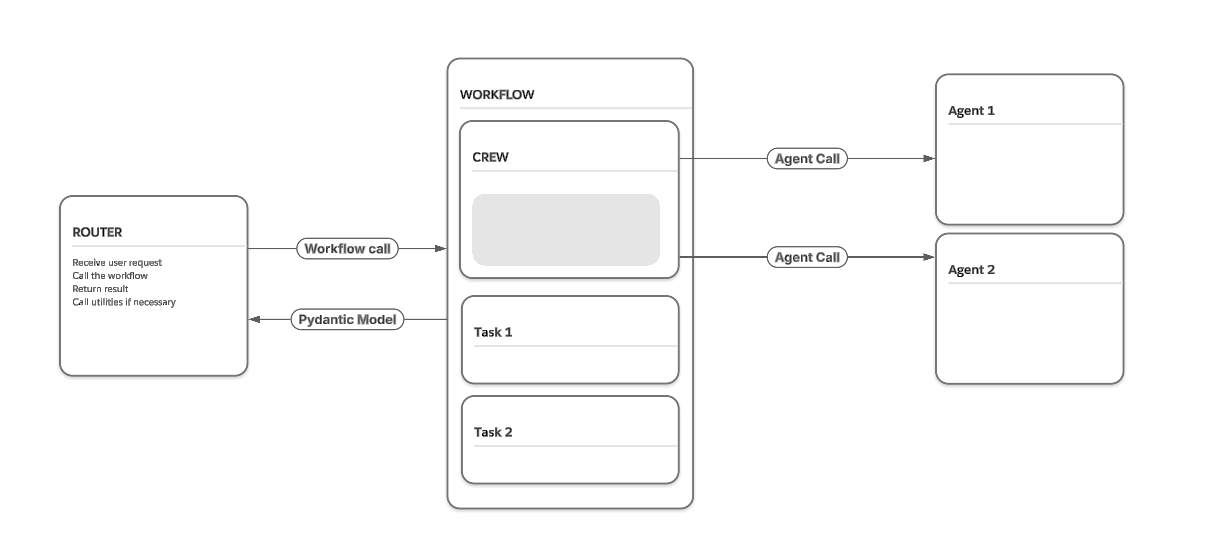 WORKFLOW
CREW
Agent Call
Agent 1
ROUTER
Receive user request
Call the workflow
Return result
Call utilities if necessary
Workflow call
Pydantic Model
Agent Call
Agent 2
Task 1
Task 2